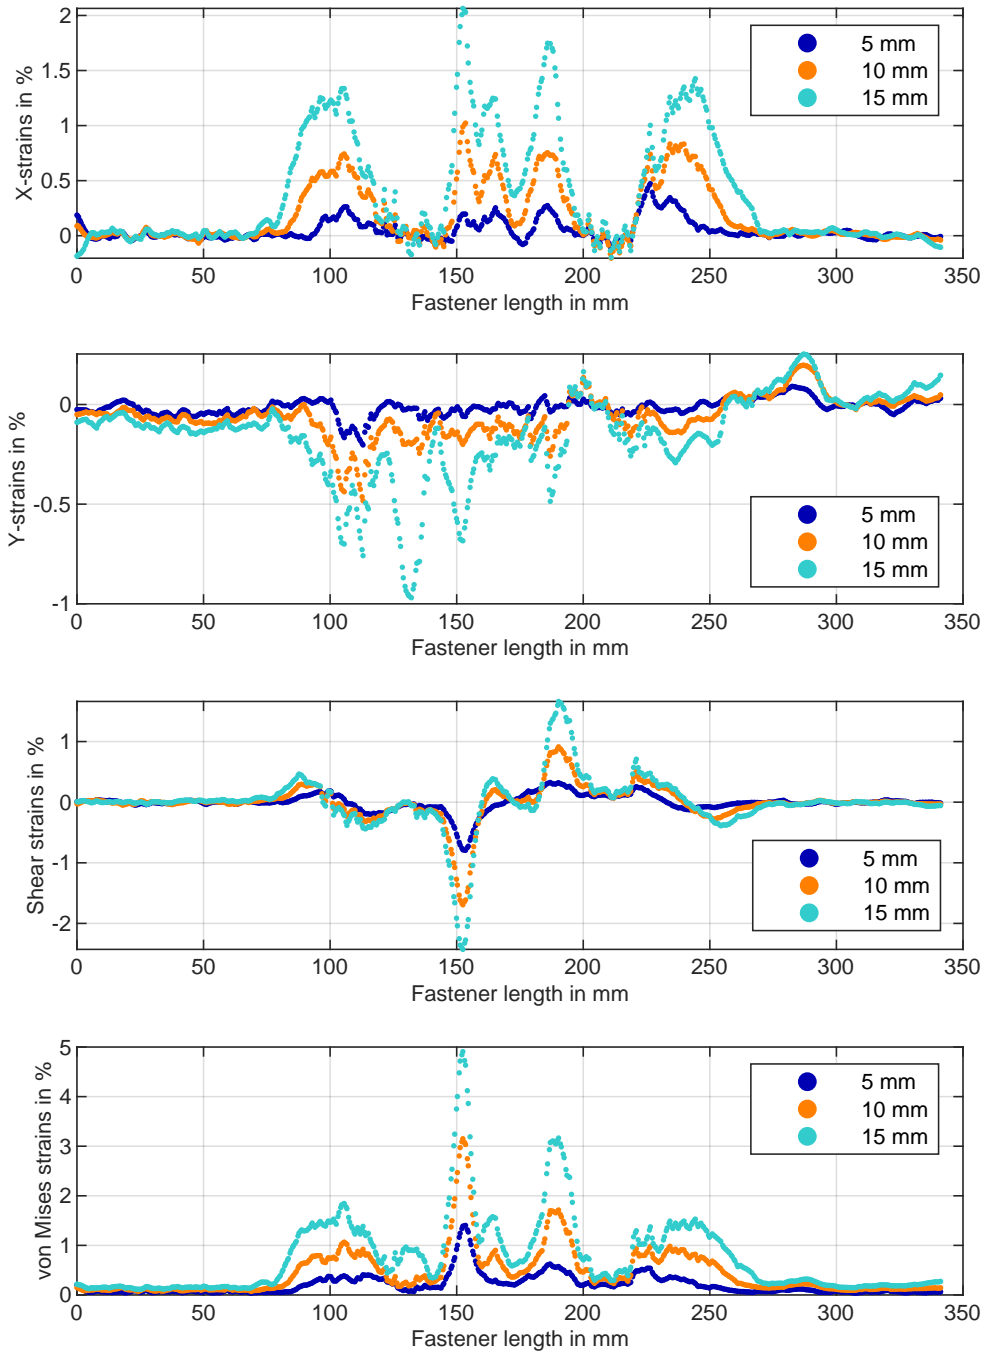 X-strains in %
2
1.5
1
0.5
0
0 50 100 150 200 250 300 350
Fastener length in mm
5 mm
10 mm
15 mm
Y-strains in %
0
-0.5
-1
0 50 100 150 200 250 300 350
Fastener length in mm
5 mm
10 mm
15 mm
Shear strains in %
1
0
-1
-2
0 50 100 150 200 250 300 350
Fastener length in mm
5 mm
10 mm
15 mm
von Mises strains in %
5
4
3
2
1
0
0 50 100 150 200 250 300 350
Fastener length in mm
5 mm
10 mm
15 mm